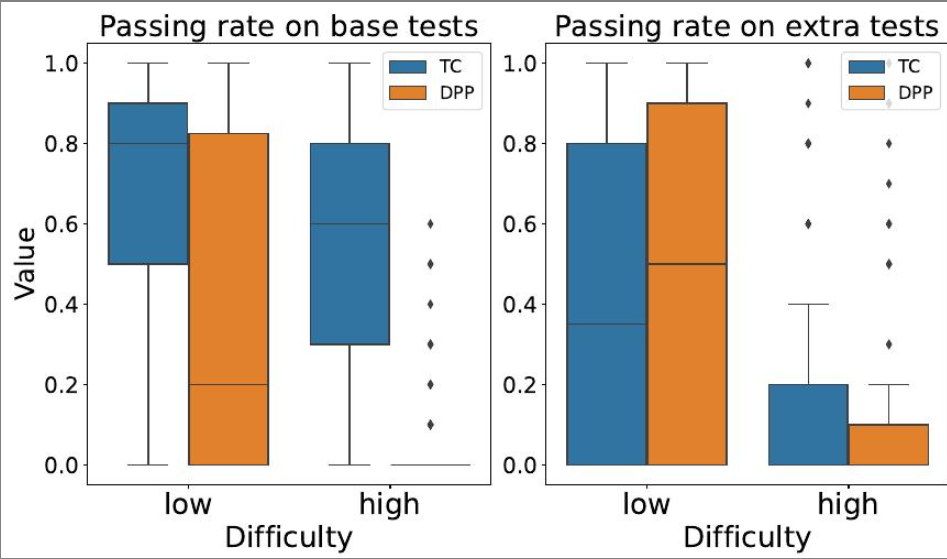 Passing rate on base tests
TC
DPP
1.0
0.8
0.6
0.4
0.2
0.0
Value
low
high
Difficulty
Passing rate on extra tests
TC
DPP
1.0
0.8
0.6
0.4
0.2
0.0
low
high
Difficulty